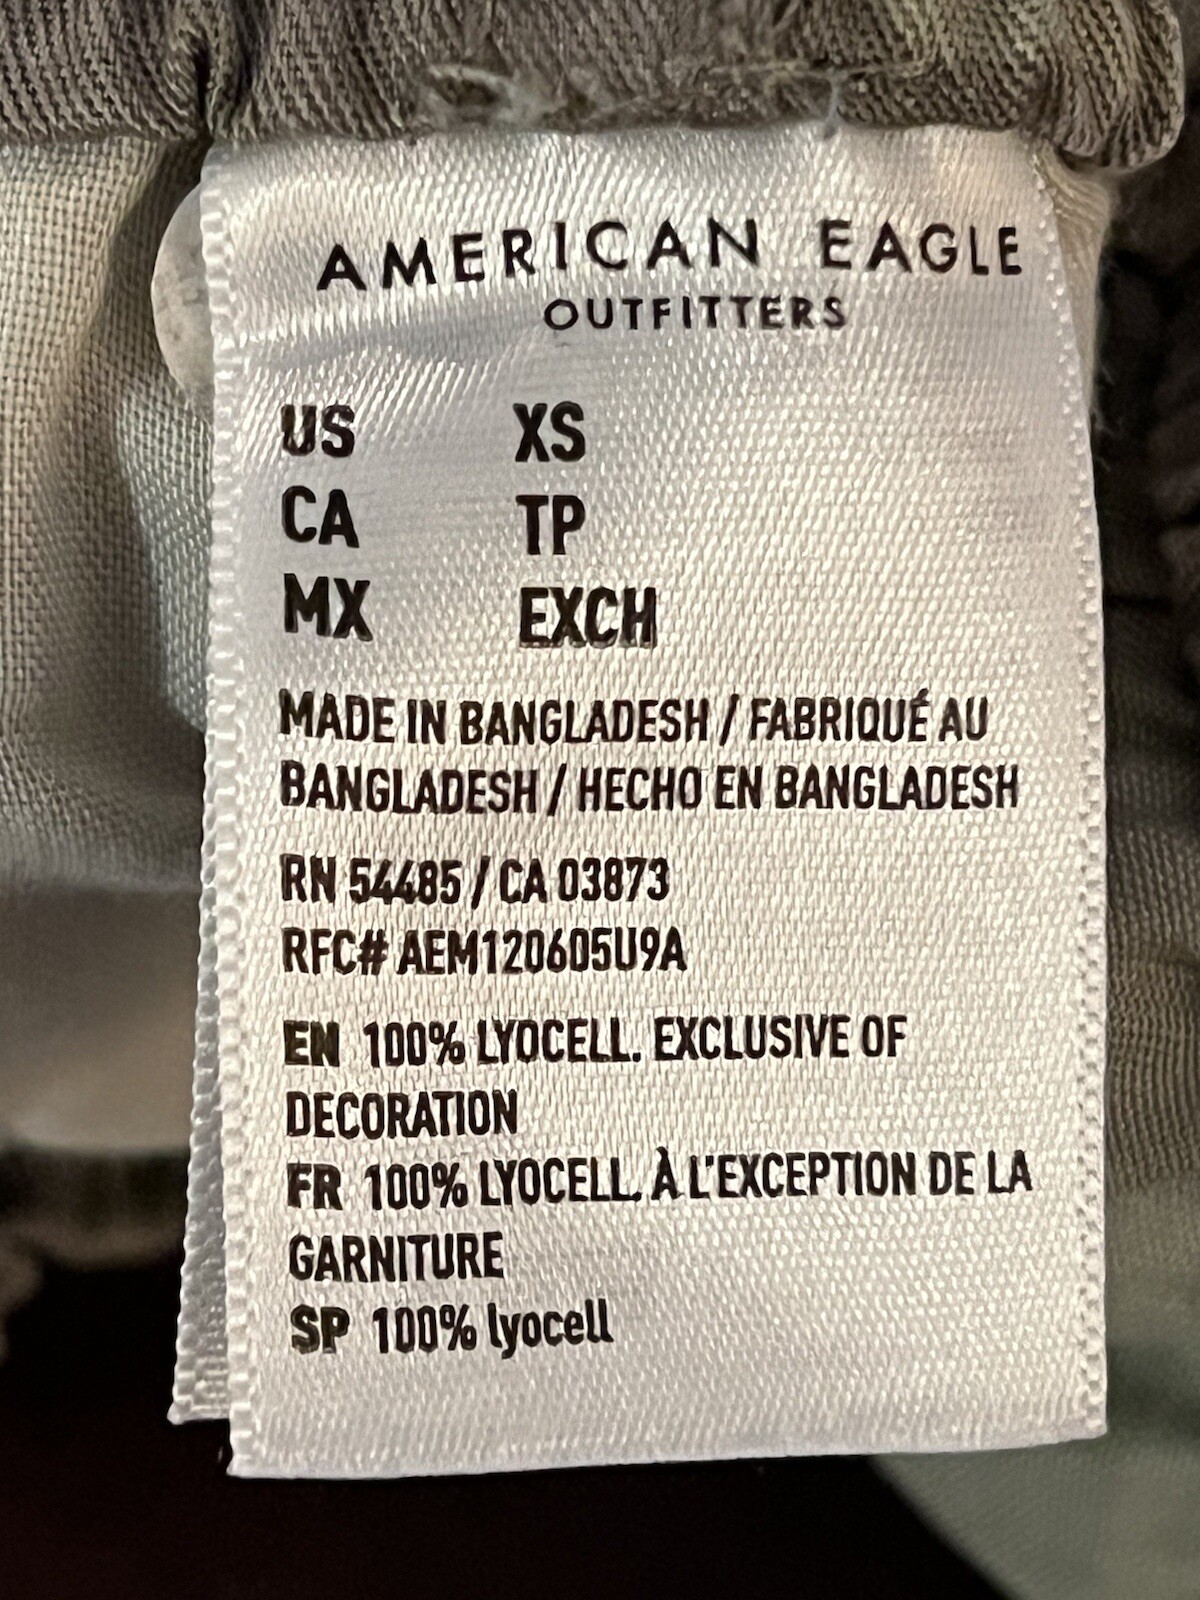 AMERICAN EAGLE
OUTFITTERS
US XS
CA TP
MX EXCH
MADE IN BANGLADESH / FABRIQUÉ AU
BANGLADESH / HECHO EN BANGLADESH
RN 54485 / CA 03873
RFC# AEM120605U9A
EN 100% LYOCELL. EXCLUSIVE OF
DECORATION
FR 100% LYOCELL. À L'EXCEPTION DE LA
GARNITURE
SP 100% lyocell